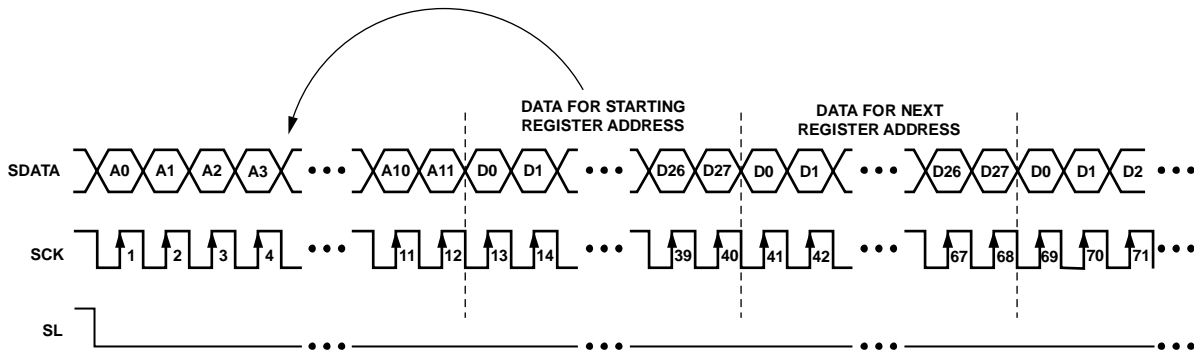 DATA FOR STARTING
REGISTER ADDRESS
DATA FOR NEXT
REGISTER ADDRESS
SDATA A0 A1 A2 A3 ••• A10 A11 D0 D1 ••• D26 D27 D0 D1 ••• D26 D27 D0 D1 D2 •••
SCK 1 2 3 4 ••• 11 12 13 14 ••• 39 40 41 42 ••• 67 68 69 70 71 •••
SL ••• ••• ••• •••